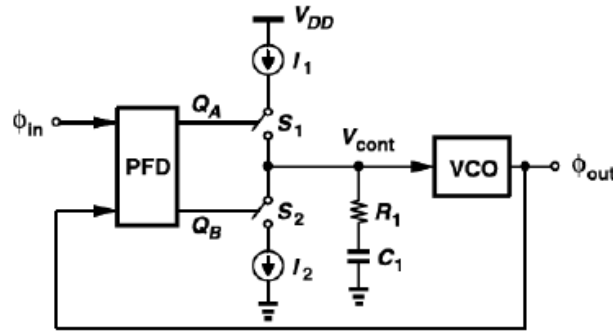 V_DD
I_1
Q_A
S_1
ϕ_in
V_cont
PFD
VCO
ϕ_out
R_1
Q_B
S_2
C_1
I_2